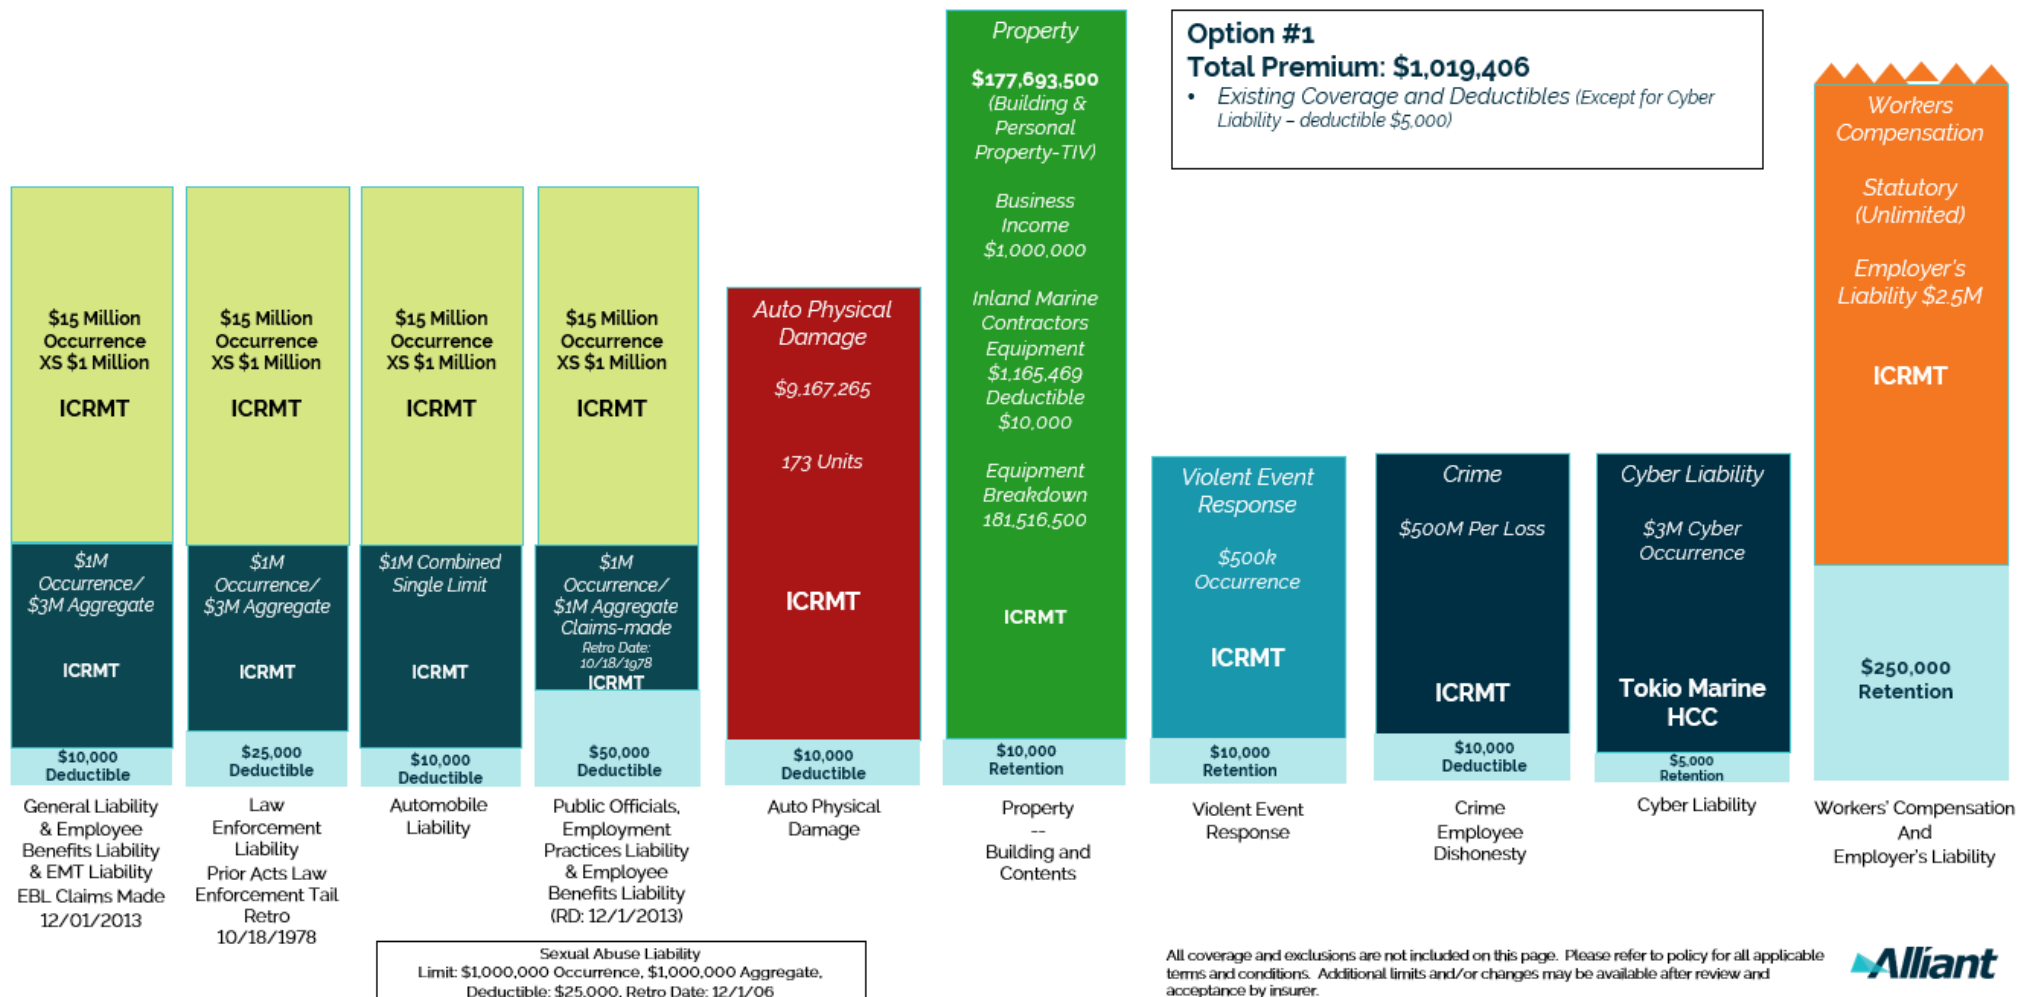 Option #1
Total Premium: $1,019,406
• Existing Coverage and Deductibles (Except for Cyber
Liability – deductible $5,000)
$15 Million
Occurrence
XS $1 Million
ICRMT
$1M
Occurrence/
$3M Aggregate
ICRMT
$10,000
Deductible
General Liability
& Employee
Benefits Liability
& EMT Liability
EBL Claims Made
12/01/2013
$15 Million
Occurrence
XS $1 Million
ICRMT
$1M
Occurrence/
$3M Aggregate
ICRMT
$25,000
Deductible
Law
Enforcement
Liability
Prior Acts Law
Enforcement Tail
Retro
10/18/1978
$15 Million
Occurrence
XS $1 Million
ICRMT
$1M Combined
Single Limit
ICRMT
$10,000
Deductible
Automobile
Liability
$15 Million
Occurrence
XS $1 Million
ICRMT
$1M
Occurrence/
$1M Aggregate
Claims-made
Retro Date:
10/18/1978
ICRMT
$50,000
Deductible
Public Officials,
Employment
Practices Liability
& Employee
Benefits Liability
(RD: 12/1/2013)
Auto Physical
Damage
$9,167,265
173 Units
ICRMT
$10,000
Deductible
Auto Physical
Damage
Property
$177,693,500
(Building &
Personal
Property-TIV)
Business
Income
$1,000,000
Inland Marine
Contractors
Equipment
$1,165,469
Deductible
$10,000
Equipment
Breakdown
181,516,500
ICRMT
$10,000
Retention
Property
--
Building and
Contents
Violent Event
Response
$500k
Occurrence
ICRMT
$10,000
Retention
Violent Event
Response
Crime
$500M Per Loss
ICRMT
$10,000
Deductible
Crime
Employee
Dishonesty
Cyber Liability
$3M Cyber
Occurrence
Tokio Marine
HCC
$5,000
Retention
Cyber Liability
Workers
Compensation
Statutory
(Unlimited)
Employer's
Liability $2.5M
ICRMT
$250,000
Retention
Workers' Compensation
And
Employer's Liability
Sexual Abuse Liability
Limit: $1,000,000 Occurrence, $1,000,000 Aggregate,
Deductible: $25,000, Retro Date: 12/1/06
All coverage and exclusions are not included on this page. Please refer to policy for all applicable
terms and conditions. Additional limits and/or changes may be available after review and
acceptance by insurer.
Alliant